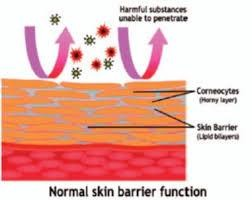 Harmful substances
unable to penetrate
Corneocytes
(Horny layer)
Skin Barrier
(Lipid bilayers)
Normal skin barrier function